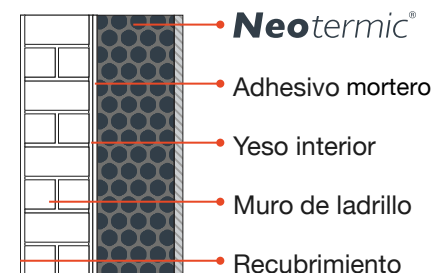 Neotermic®
Adhesivo mortero
Yeso interior
Muro de ladrillo
Recubrimiento